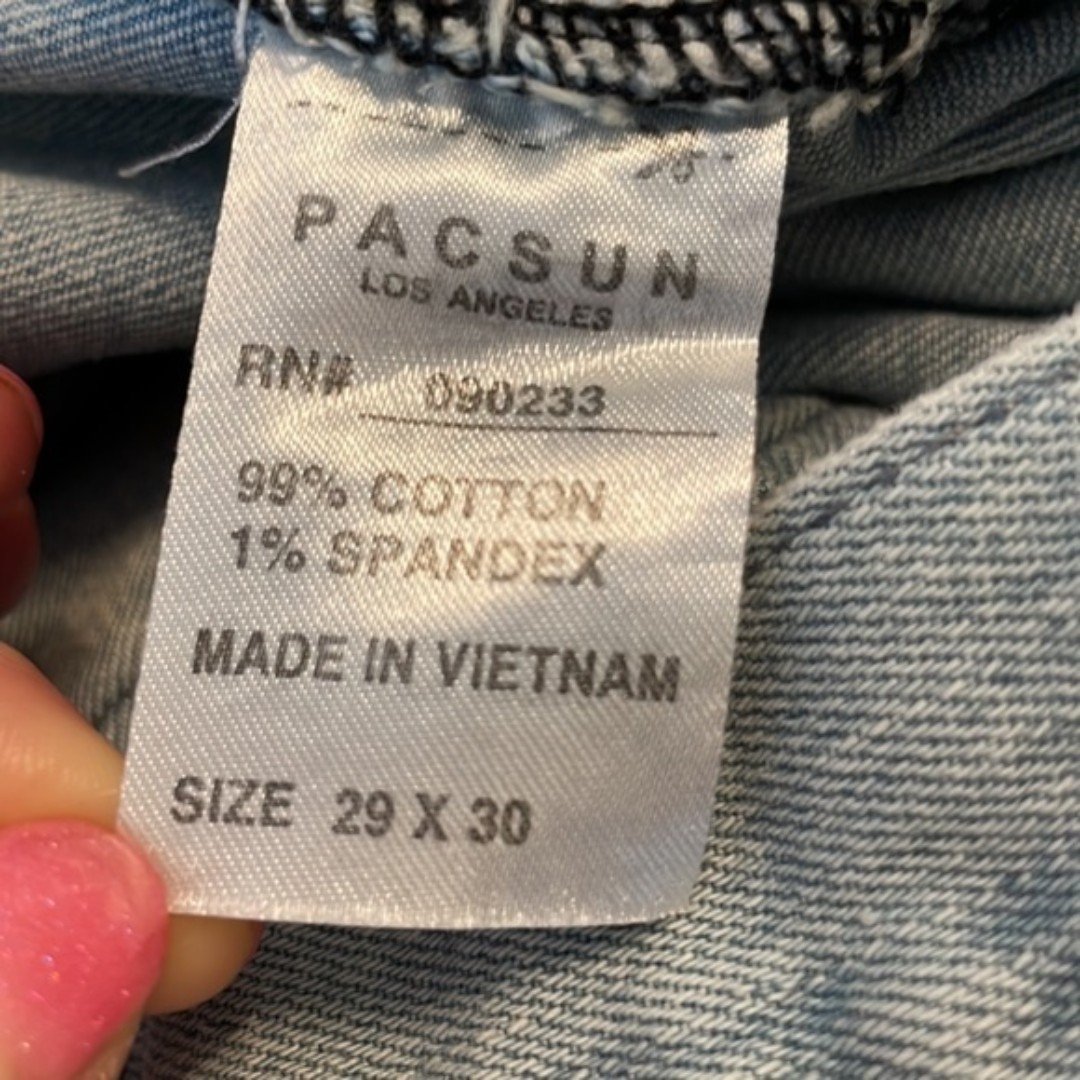 PACSUN
LOS ANGELES
RN# 090233
99% COTTON
1% SPANDEX
MADE IN VIETNAM
SIZE 29 X 30